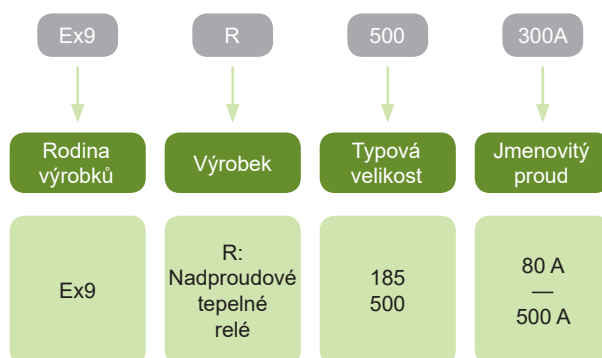 Ex9 R 500 300A
Rodina výrobků Výrobek Typová velikost Jmenovitý proud
Ex9
R:
Nadproudové
tepelné
relé
185
500
80 A
—
500 A